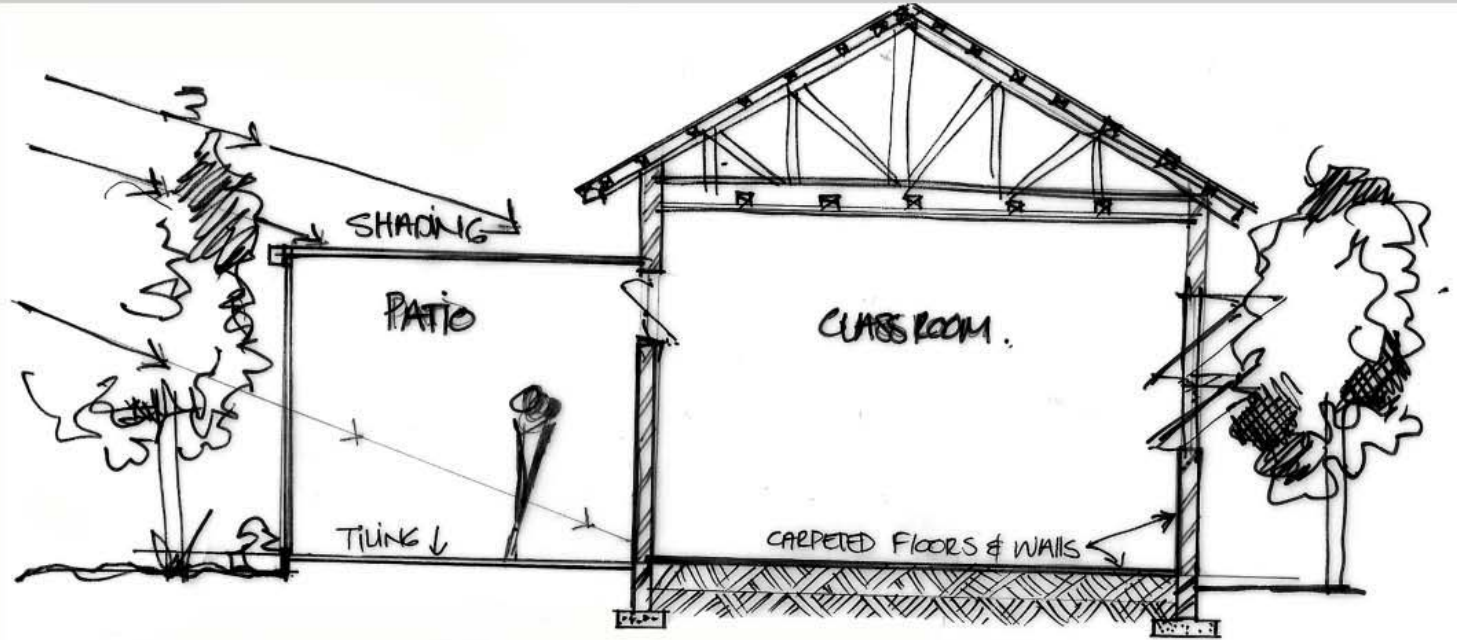 SHADING
PATIO
CLASSROOM.
TILING ↓
CARPETED FLOORS & WALLS